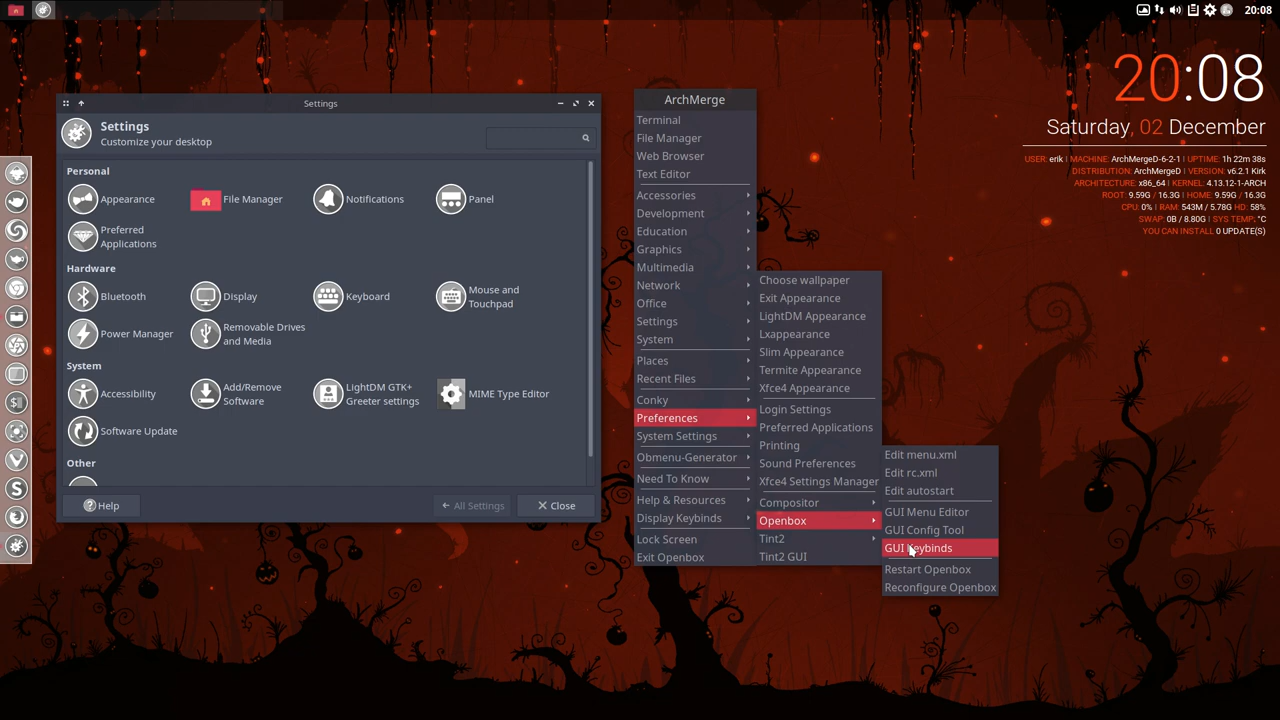 20:08
Settings
Settings
Customize your desktop
Personal
Appearance
File Manager
Notifications
Panel
Preferred
Applications
Hardware
Bluetooth
Display
Keyboard
Mouse and
Touchpad
Power Manager
Removable Drives
and Media
System
Accessibility
Add/Remove
Software
LightDM GTK+
Greeter settings
MIME Type Editor
Software Update
Other
Help
All Settings
Close
ArchMerge
Terminal
File Manager
Web Browser
Text Editor
Accessories
Development
Education
Graphics
Multimedia
Network
Office
Settings
System
Places
Recent Files
Conky
Preferences
System Settings
Obmenu-Generator
Need To Know
Help & Resources
Display Keybinds
Lock Screen
Exit Openbox
Choose wallpaper
Exit Appearance
LightDM Appearance
Lxappearance
Slim Appearance
Termite Appearance
Xfce4 Appearance
Login Settings
Preferred Applications
Printing
Sound Preferences
Xfce4 Settings Manager
Compositor
Openbox
Tint2
Tint2 GUI
Edit menu.xml
Edit rc.xml
Edit autostart
GUI Menu Editor
GUI Config Tool
GUI Keybinds
Restart Openbox
Reconfigure Openbox
20:08
Saturday, 02 December
USER: erik | MACHINE: ArchMergeD-6-2-1 | UPTIME: 1h 22m 38s
DISTRIBUTION: ArchMergeD | VERSION: v6.2.1 Kirk
ARCHITECTURE: x86_64 | KERNEL: 4.13.12-1-ARCH
ROOT: 9.59G / 16.3G | HOME: 9.59G / 16.3G
CPU: 0% | RAM: 543M / 5.78G | HD: 58%
SWAP: 0B / 8.80G | SYS TEMP: °C
YOU CAN INSTALL 0 UPDATE(S)